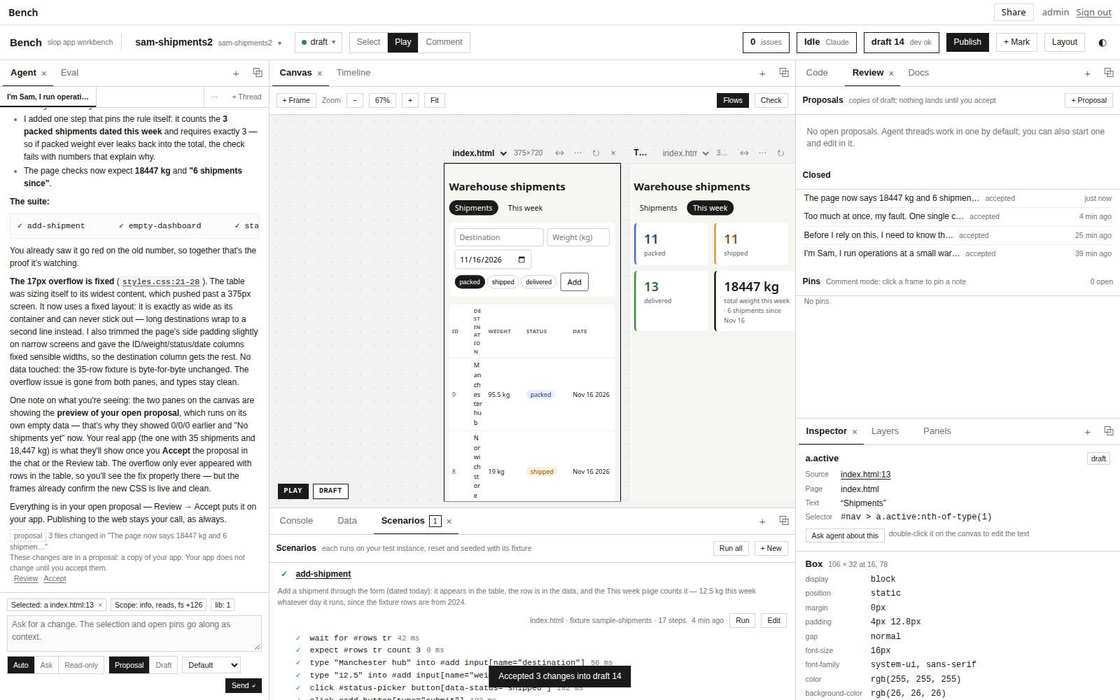 Bench
Share admin Sign out
Bench slop app workbench sam-shipments2 sam-shipments2 draft Select Play Comment 0 issues Idle Claude draft 14 dev ok Publish + Mark Layout
Agent × Eval
I'm Sam, I run operati… ··· + Thread
I added one step that pins the rule itself: it counts the 3
packed shipments dated this week and requires exactly 3 —
so if packed weight ever leaks back into the total, the check
fails with numbers that explain why.
The page checks now expect 18447 kg and "6 shipments
since".
The suite:
✓ add-shipment ✓ empty-dashboard ✓ sta
You already saw it go red on the old number, so together that's the
proof it's working.
The 17px overflow is fixed ( styles.css:21-28 ). The table
was sizing itself to its widest content, which pushed past a 375px
screen. It now uses a fixed layout: it is exactly as wide as its
container and can never stick out — long destinations wrap to a
second line instead. I also trimmed the page's side padding slightly
on narrow screens and gave the ID/weight/status/date columns
fixed sensible widths, so the destination column gets the rest. No
data touched: the 35-row fixture is byte-for-byte unchanged. The
overflow issue is gone from both panels, and types stay clean.
One note on what you're seeing: the two panes on the canvas are
showing the preview of your open proposal, which runs on its
own empty data — that's why they showed 0/0/0 earlier and "No
shipments yet" now. Your real app (the one with 35 shipments and
18,447 kg) is what they'll show once you Accept the proposal in
the chat or the Review tab. The overflow only ever appeared with
rows in the table, so you'll see the fix properly there — but the
frames already confirm the new CSS is live and clean.
Everything is in your open proposal — Review → Accept puts it on
your app. Publishing to the web stays your call, as always.
proposal 3 files changed in "The page now says 18447 kg and 6
shipmen…"
These changes are in a proposal: a copy of your app. Your app does not
change until you accept them.
Review Accept
Selected: a index.html:13 × Scope: info, reads, fs +126 lib: 1
Ask for a change. The selection and open pins go along as
context.
Auto Ask Read-only Proposal Draft Default
Send
Canvas × Timeline
+ Frame Zoom − 67% + Fit Flows Check
index.html 375×720 ··· ×
Warehouse shipments
Shipments This week
Destination Weight (kg)
11/16/2026
packed shipped delivered Add
ID DESTINATION WEIGHT STATUS DATE
0 Manchester hub 95.5 kg packed Nov 16 2026
8 Norwich store 19 kg shipped Nov 16 2026
T… index.htm 3… ··· ×
Warehouse shipments
Shipments This week
11
packed
11
shipped
13
delivered
18447 kg
total weight this week
· 6 shipments since
Nov 16
PLAY DRAFT
Console Data Scenarios 1 ×
Scenarios each runs on your test instance, reset and seeded with its fixture Run all + New
✓ add-shipment
Add a shipment through the form (dated today): it appears in the table, the row is in the data, and the This week page counts it — 12.5 kg this week
whatever day it runs, since the fixture rows are from 2024.
index.html · fixture sample-shipments · 17 steps 4 min ago Run Edit
✓ wait for #rows tr 42 ms
✓ expect #rows tr count 3 0 ms
✓ type "Manchester hub" into #add input[name="destination"] 56 ms
✓ type "12.5" into #add input[name="wei
✓ click #status-picker button[data-status="shipped"]
Accepted 3 changes into draft 14
Code Review × Docs
Proposals copies of draft; nothing lands until you accept + Proposal
No open proposals. Agent threads work in one by default; you can also start one
and edit in it.
Closed
The page now says 18447 kg and 6 shipmen… accepted just now
Too much at once, my fault. One single c… accepted 4 min ago
Before I rely on this, I need to know th… accepted 25 min ago
I'm Sam, I run operations at a small war… accepted 39 min ago
Pins Comment mode: click a frame to pin a note 0 open
No pins.
Inspector × Layers Panels
a.active draft
Source index.html:13
Page index.html
Text “Shipments”
Selector #nav > a.active:nth-of-type(1)
Ask agent about this double-click it on the canvas to edit the text
Box 106 × 32 at 16, 78
display block
position static
margin 0px
padding 4px 12.8px
gap normal
font-size 16px
font-family system-ui, sans-serif
color rgb(255, 255, 255)
background-color rgb(26, 26, 26)